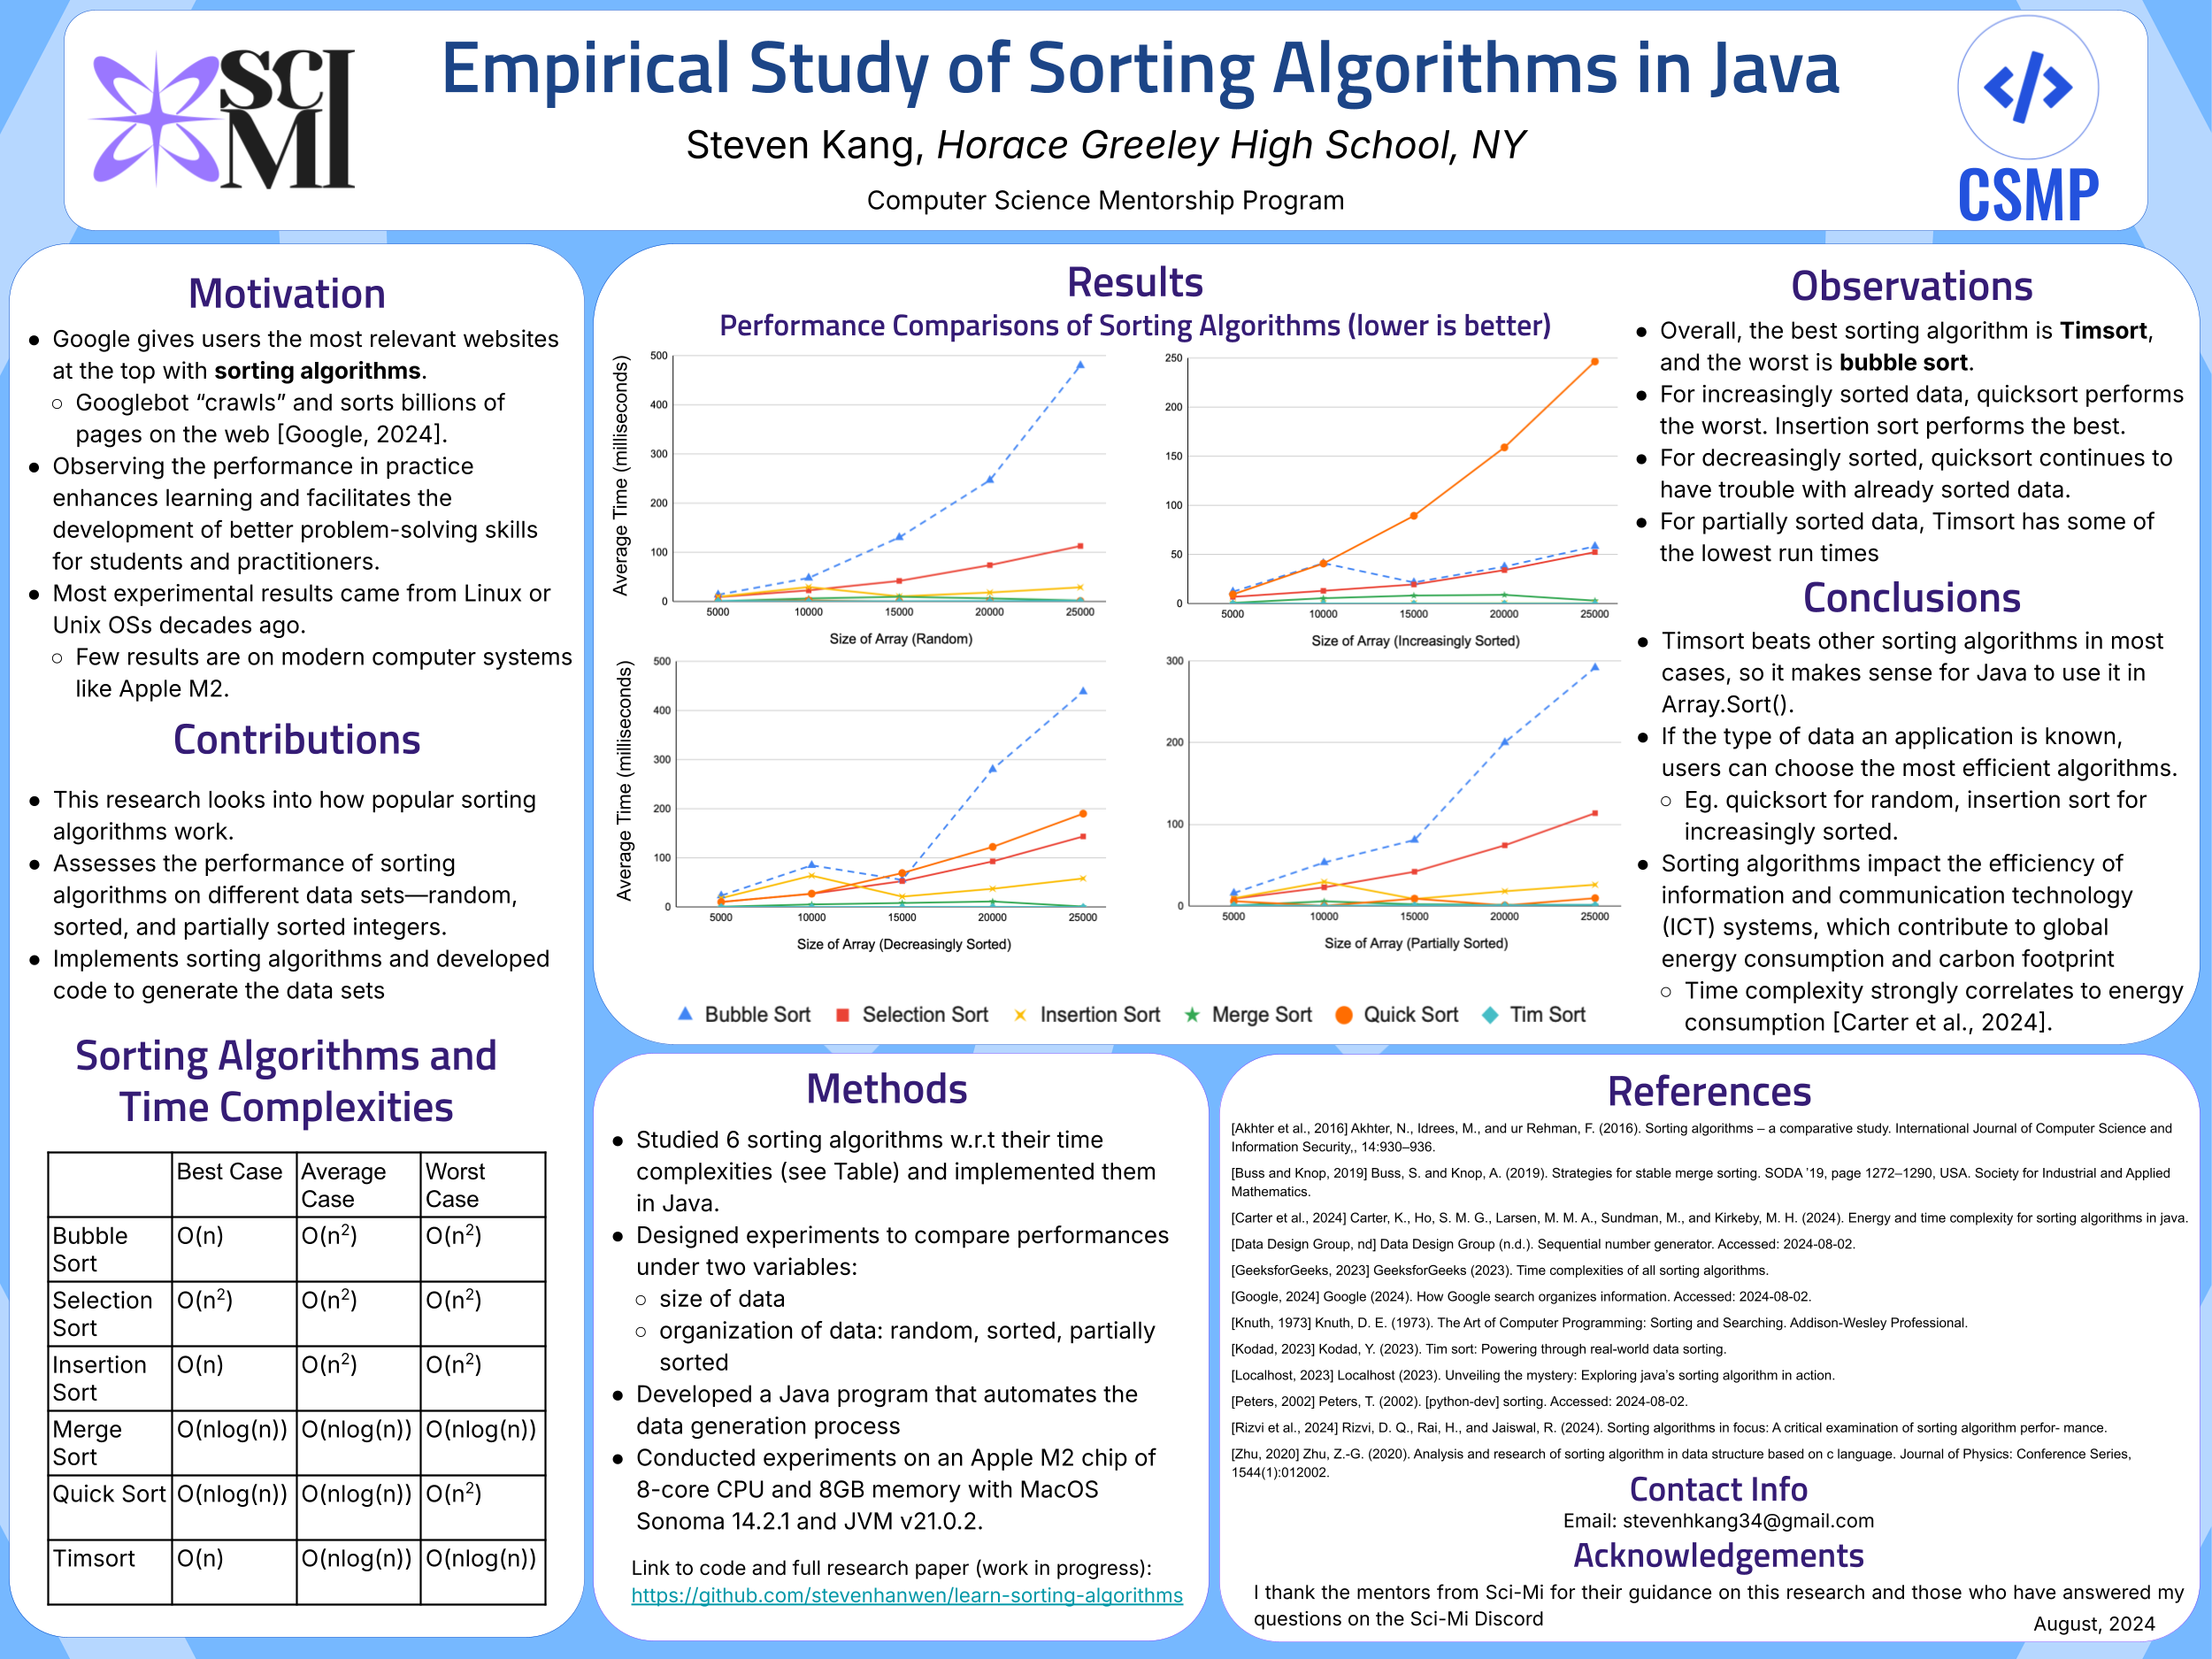 SCI
MI
Empirical Study of Sorting Algorithms in Java
Steven Kang, Horace Greeley High School, NY
Computer Science Mentorship Program
</>
CSMP
Motivation
● Google gives users the most relevant websites
at the top with sorting algorithms.
○ Googlebot “crawls” and sorts billions of
pages on the web [Google, 2024].
● Observing the performance in practice
enhances learning and facilitates the
development of better problem-solving skills
for students and practitioners.
● Most experimental results came from Linux or
Unix OSs decades ago.
○ Few results are on modern computer systems
like Apple M2.
Contributions
● This research looks into how popular sorting
algorithms work.
● Assesses the performance of sorting
algorithms on different data sets—random,
sorted, and partially sorted integers.
● Implements sorting algorithms and developed
code to generate the data sets
Sorting Algorithms and
Time Complexities
Best Case Average Case Worst Case
Bubble Sort O(n) O(n²) O(n²)
Selection Sort O(n²) O(n²) O(n²)
Insertion Sort O(n) O(n²) O(n²)
Merge Sort O(nlog(n)) O(nlog(n)) O(nlog(n))
Quick Sort O(nlog(n)) O(nlog(n)) O(n²)
Timsort O(n) O(nlog(n)) O(nlog(n))
Results
Performance Comparisons of Sorting Algorithms (lower is better)
Average Time (milliseconds)
500
400
300
200
100
0
5000 10000 15000 20000 25000
Size of Array (Random)
250
200
150
100
50
0
5000 10000 15000 20000 25000
Size of Array (Increasingly Sorted)
Average Time (milliseconds)
500
400
300
200
100
0
5000 10000 15000 20000 25000
Size of Array (Decreasingly Sorted)
300
200
100
0
5000 10000 15000 20000 25000
Size of Array (Partially Sorted)
Bubble Sort Selection Sort Insertion Sort Merge Sort Quick Sort Tim Sort
Observations
● Overall, the best sorting algorithm is Timsort,
and the worst is bubble sort.
● For increasingly sorted data, quicksort performs
the worst. Insertion sort performs the best.
● For decreasingly sorted, quicksort continues to
have trouble with already sorted data.
● For partially sorted data, Timsort has some of
the lowest run times
Conclusions
● Timsort beats other sorting algorithms in most
cases, so it makes sense for Java to use it in
Array.Sort().
● If the type of data an application is known,
users can choose the most efficient algorithms.
○ Eg. quicksort for random, insertion sort for
increasingly sorted.
● Sorting algorithms impact the efficiency of
information and communication technology
(ICT) systems, which contribute to global
energy consumption and carbon footprint
○ Time complexity strongly correlates to energy
consumption [Carter et al., 2024].
Methods
● Studied 6 sorting algorithms w.r.t their time
complexities (see Table) and implemented them
in Java.
● Designed experiments to compare performances
under two variables:
○ size of data
○ organization of data: random, sorted, partially
sorted
● Developed a Java program that automates the
data generation process
● Conducted experiments on an Apple M2 chip of
8-core CPU and 8GB memory with MacOS
Sonoma 14.2.1 and JVM v21.0.2.
Link to code and full research paper (work in progress):
https://github.com/stevenhanwen/learn-sorting-algorithms
References
[Akhter et al., 2016] Akhter, N., Idrees, M., and ur Rehman, F. (2016). Sorting algorithms – a comparative study. International Journal of Computer Science and
Information Security,, 14:930–936.
[Buss and Knop, 2019] Buss, S. and Knop, A. (2019). Strategies for stable merge sorting. SODA ’19, page 1272–1290, USA. Society for Industrial and Applied
Mathematics.
[Carter et al., 2024] Carter, K., Ho, S. M. G., Larsen, M. M. A., Sundman, M., and Kirkeby, M. H. (2024). Energy and time complexity for sorting algorithms in java.
[Data Design Group, nd] Data Design Group (n.d.). Sequential number generator. Accessed: 2024-08-02.
[GeeksforGeeks, 2023] GeeksforGeeks (2023). Time complexities of all sorting algorithms.
[Google, 2024] Google (2024). How Google search organizes information. Accessed: 2024-08-02.
[Knuth, 1973] Knuth, D. E. (1973). The Art of Computer Programming: Sorting and Searching. Addison-Wesley Professional.
[Kodad, 2023] Kodad, Y. (2023). Tim sort: Powering through real-world data sorting.
[Localhost, 2023] Localhost (2023). Unveiling the mystery: Exploring java’s sorting algorithm in action.
[Peters, 2002] Peters, T. (2002). [python-dev] sorting. Accessed: 2024-08-02.
[Rizvi et al., 2024] Rizvi, D. Q., Rai, H., and Jaiswal, R. (2024). Sorting algorithms in focus: A critical examination of sorting algorithm perfor- mance.
[Zhu, 2020] Zhu, Z.-G. (2020). Analysis and research of sorting algorithm in data structure based on c language. Journal of Physics: Conference Series,
1544(1):012002.
Contact Info
Email: stevenhkang34@gmail.com
Acknowledgements
I thank the mentors from Sci-Mi for their guidance on this research and those who have answered my
questions on the Sci-Mi Discord
August, 2024